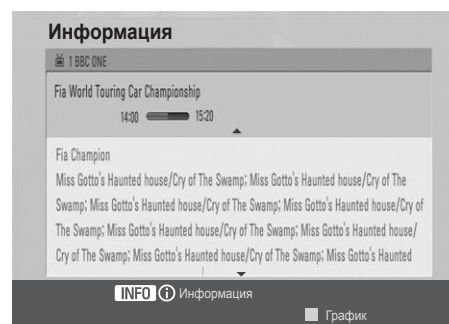 Информация
1 BBC ONE
Fia World Touring Car Championship
14:00 15:20
Fia Champion
Miss Gotto's Haunted house/Cry of The Swamp; Miss Gotto's Haunted house/Cry of The
Swamp; Miss Gotto's Haunted house/Cry of The Swamp; Miss Gotto's Haunted house/Cry of
The Swamp; Miss Gotto's Haunted house/Cry of The Swamp; Miss Gotto's Haunted house/
Cry of The Swamp; Miss Gotto's Haunted house/Cry of The Swamp; Miss Gotto's Haunted
INFO i Информация
График